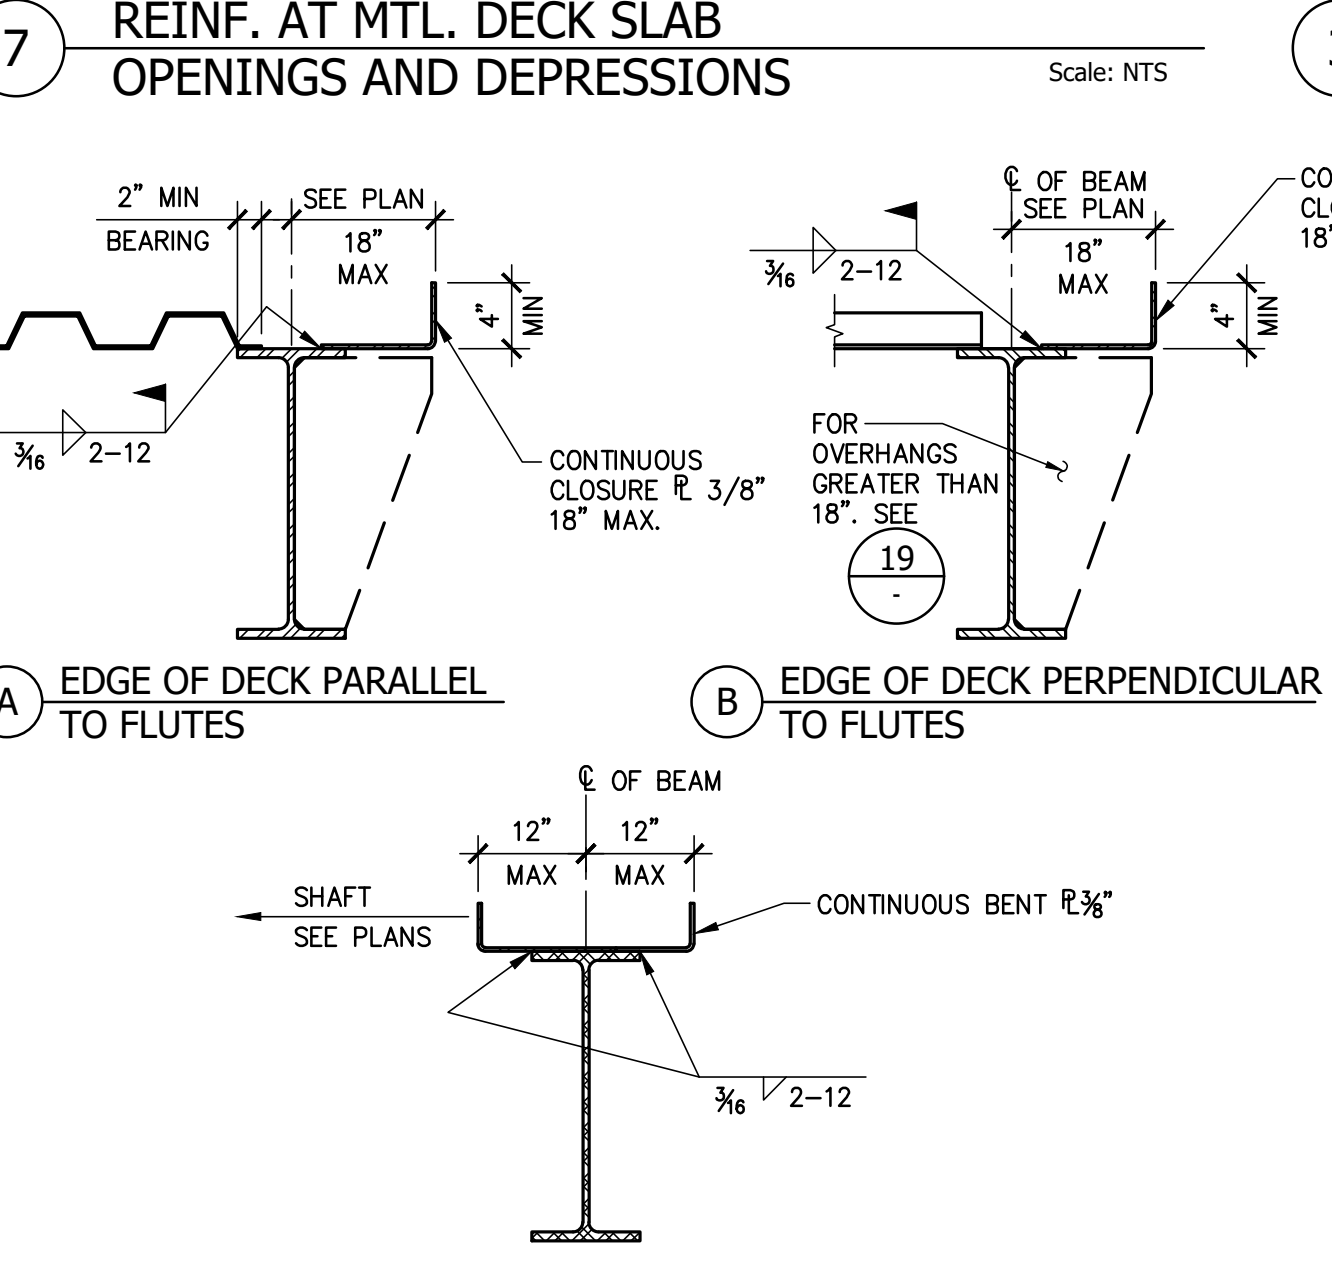 7
REINF. AT MTL. DECK SLAB
OPENINGS AND DEPRESSIONS
Scale: NTS
2" MIN
BEARING
SEE PLAN
18"
MAX
4"
MIN
3/16
2-12
CONTINUOUS
CLOSURE ⅊ 3/8"
18" MAX.
A
EDGE OF DECK PARALLEL
TO FLUTES
℄ OF BEAM
SEE PLAN
18"
MAX
3/16
2-12
4"
MIN
CO
CL
18"
FOR
OVERHANGS
GREATER THAN
18". SEE
19
-
B
EDGE OF DECK PERPENDICULAR
TO FLUTES
℄ OF BEAM
12"
MAX
12"
MAX
SHAFT
SEE PLANS
CONTINUOUS BENT ⅊ 3/8"
3/16
2-12